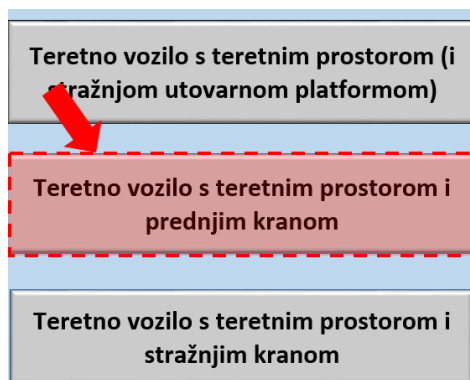 Teretno vozilo s teretnim prostorom (i
stražnjom utovarnom platformom)
Teretno vozilo s teretnim prostorom i
prednjim kranom
Teretno vozilo s teretnim prostorom i
stražnjim kranom